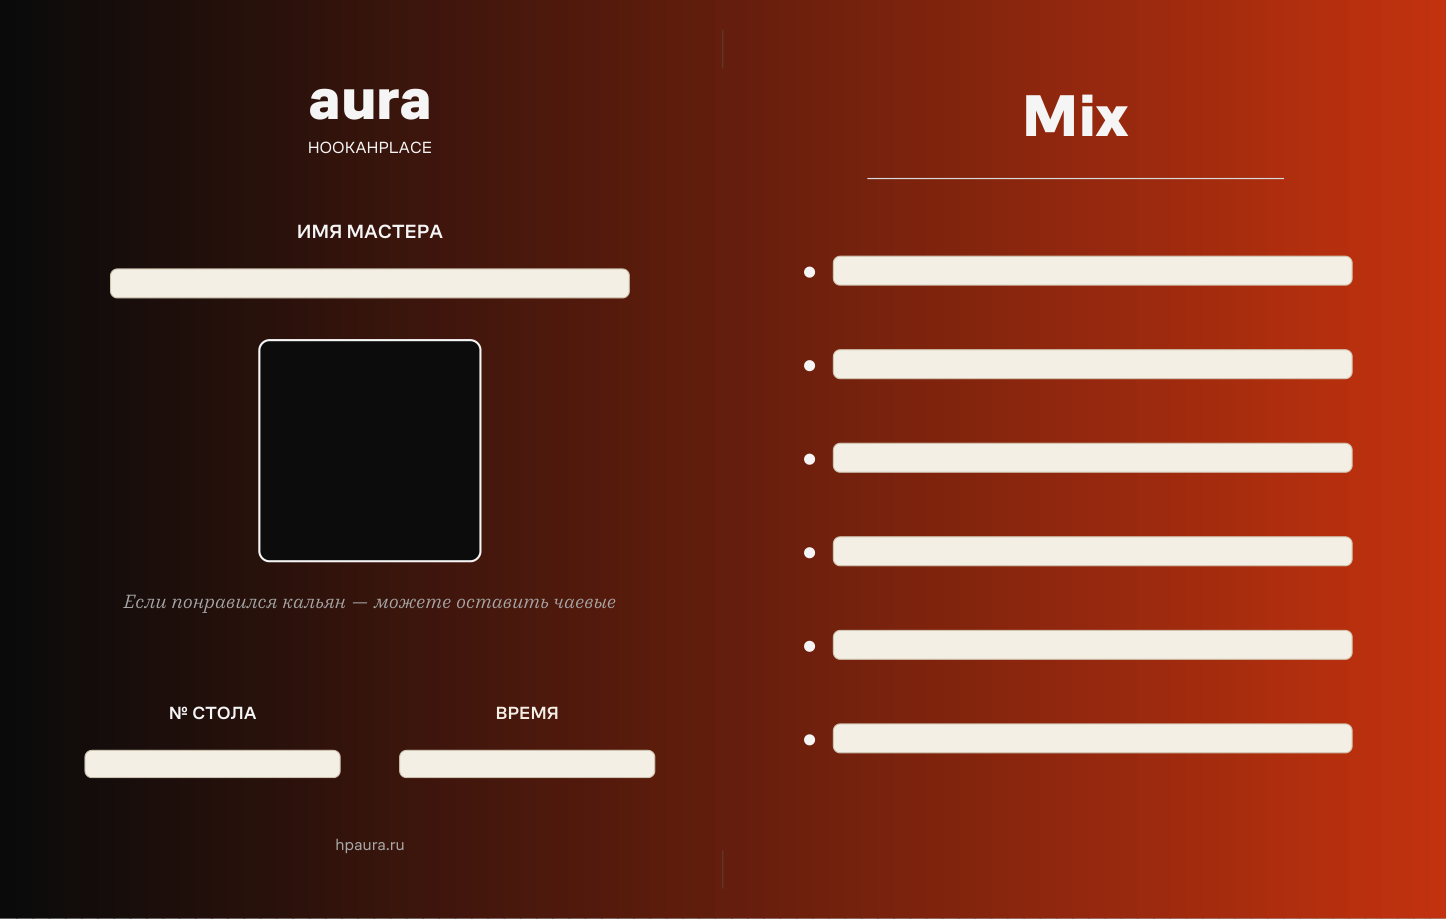 aura
HOOKAHPLACE
ИМЯ МАСТЕРА
Если понравился кальян — можете оставить чаевые
№ СТОЛА
ВРЕМЯ
hpaura.ru
Mix